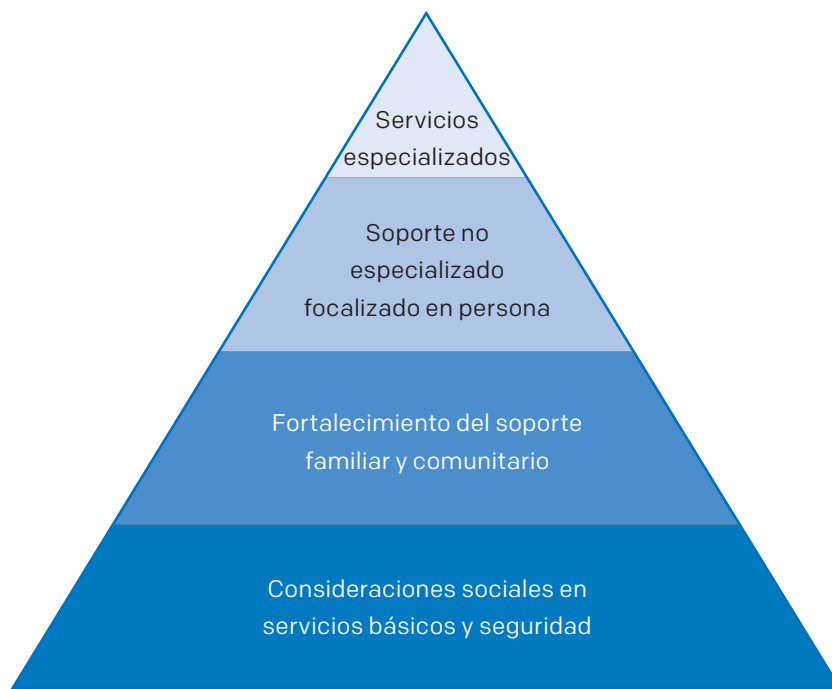 Servicios
especializados
Soporte no
especializado
focalizado en persona
Fortalecimiento del soporte
familiar y comunitario
Consideraciones sociales en
servicios básicos y seguridad